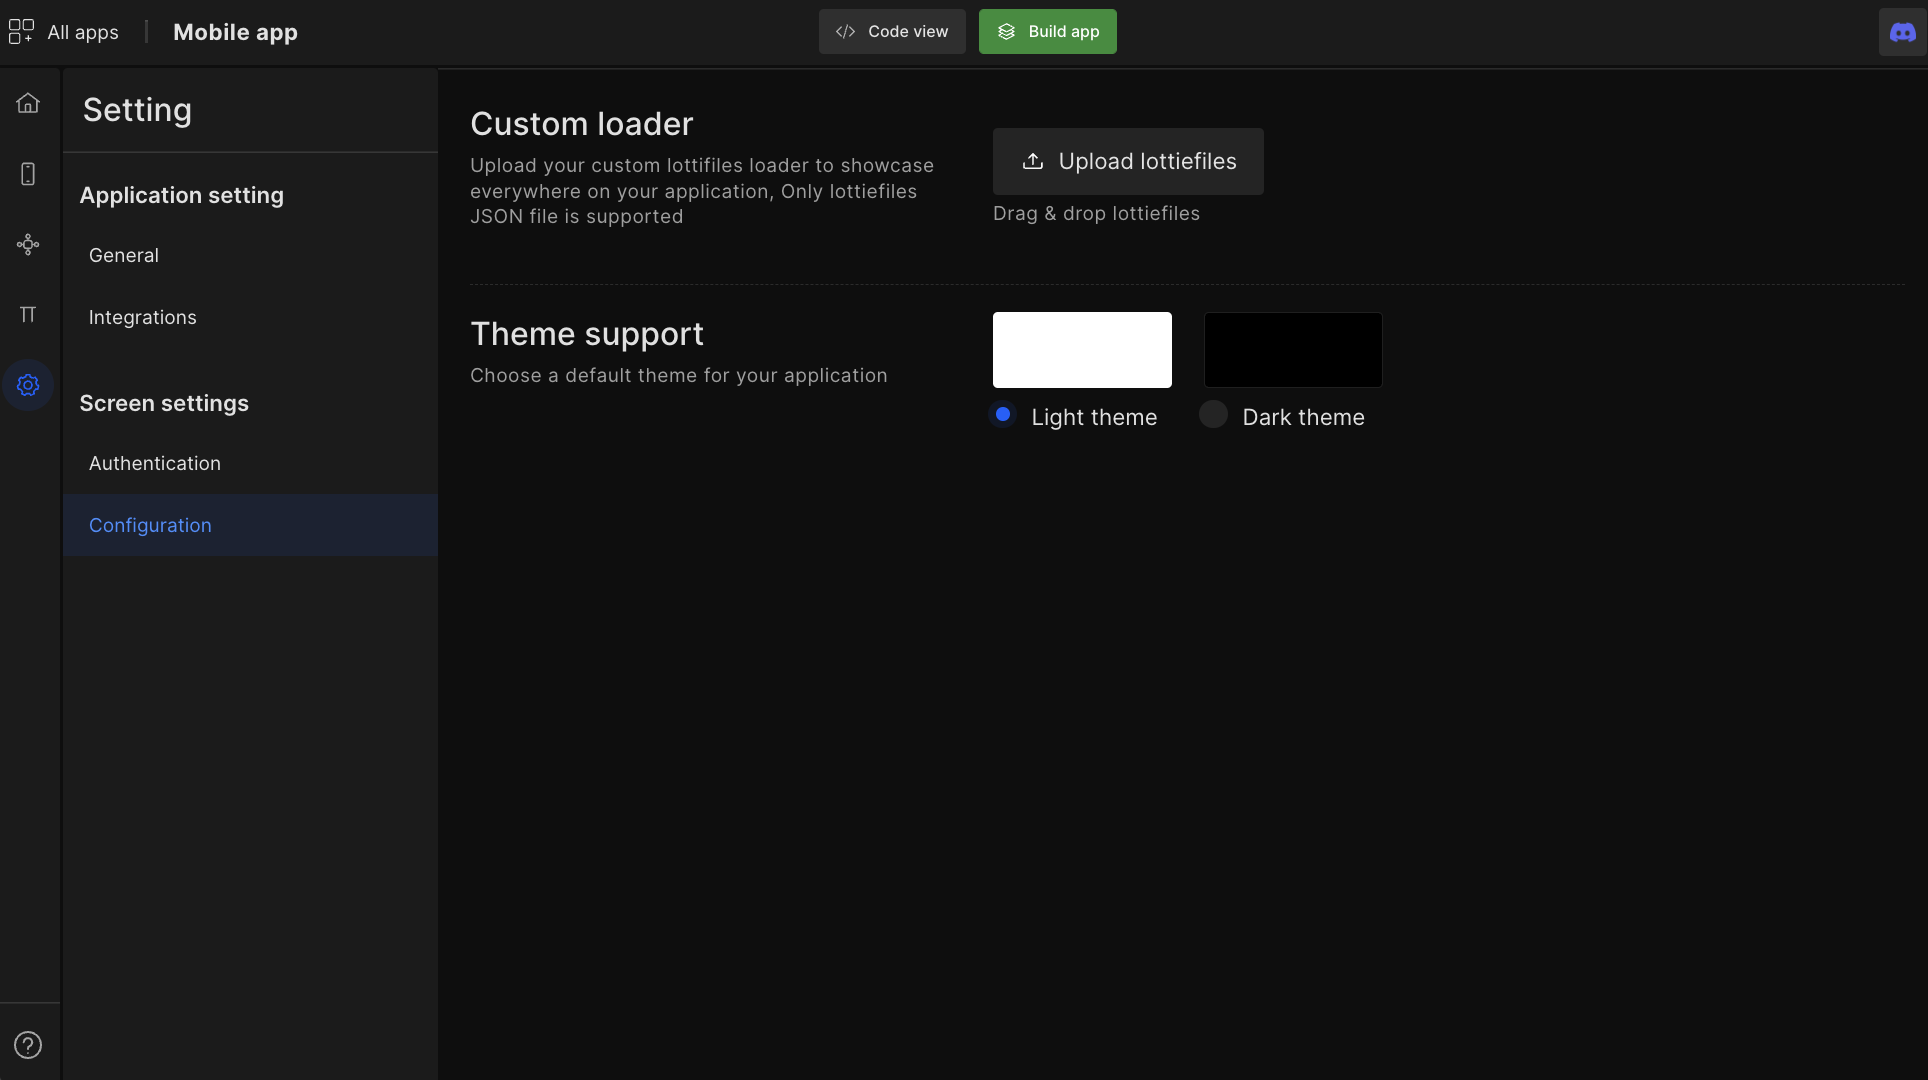 All apps
Mobile app
Code view
Build app
Setting
Application setting
General
Integrations
Screen settings
Authentication
Configuration
Custom loader
Upload your custom lottifiles loader to showcase
everywhere on your application, Only lottiefiles
JSON file is supported
Upload lottiefiles
Drag & drop lottiefiles
Theme support
Choose a default theme for your application
Light theme
Dark theme